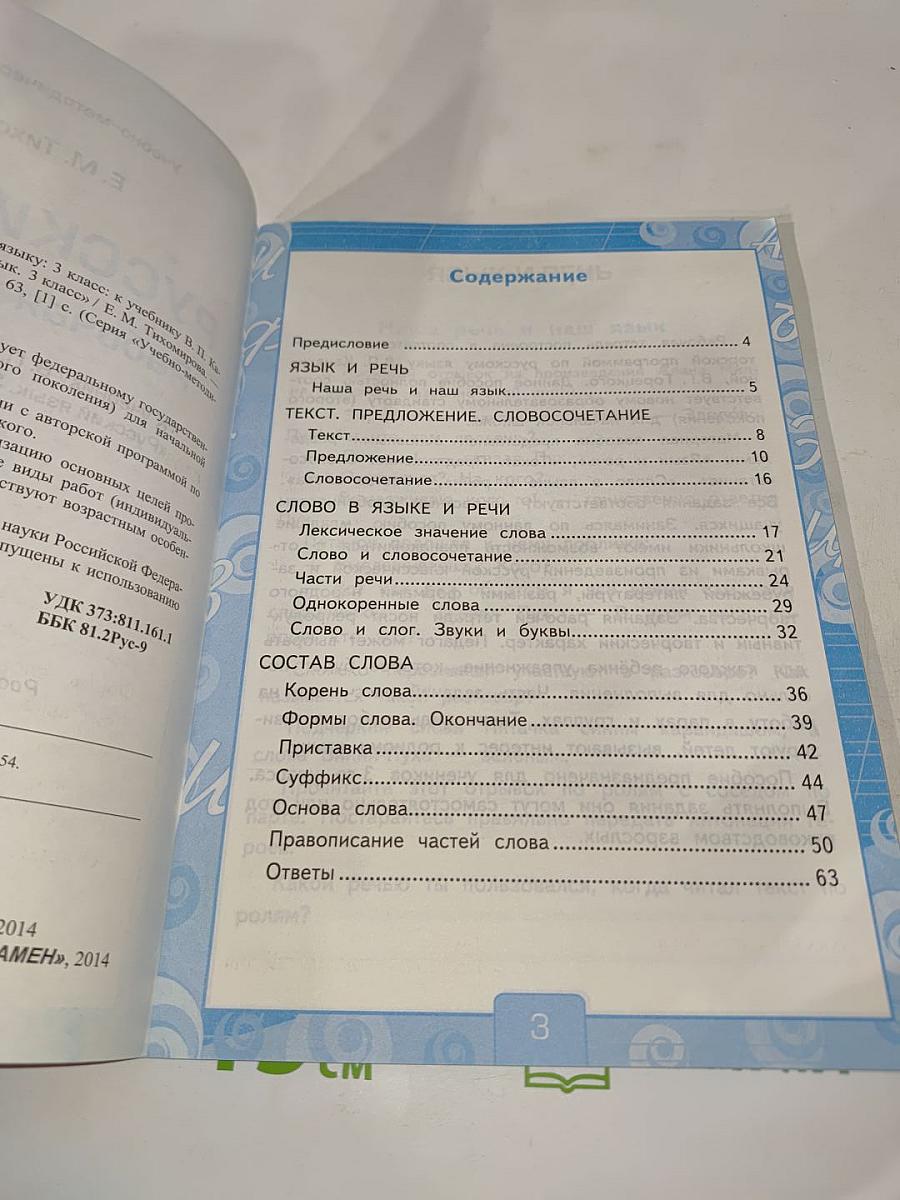 языку: 3 класс: к учебнику В. П. Ка-
ык. 3 класс» / Е. М. Тихомирова. —
63, [1] с. (Серия «Учебно-методи-
ует федеральному государствен-
ого поколения) для начальной
ии с авторской программой по
кого.
изацию основных целей про-
е виды работ (индивидуаль-
ствуют возрастным особен-
науки Российской Федера-
пущены к использованию
УДК 373:811.161.1
ББК 81.2Рус-9
54.
2014
АМЕН», 2014
Содержание
Предисловие ........ 4
ЯЗЫК И РЕЧЬ
Наша речь и наш язык........ 5
ТЕКСТ. ПРЕДЛОЖЕНИЕ. СЛОВОСОЧЕТАНИЕ
Текст........ 8
Предложение........ 10
Словосочетание........ 16
СЛОВО В ЯЗЫКЕ И РЕЧИ
Лексическое значение слова........ 17
Слово и словосочетание........ 21
Части речи........ 24
Однокоренные слова........ 29
Слово и слог. Звуки и буквы........ 32
СОСТАВ СЛОВА
Корень слова........ 36
Формы слова. Окончание........ 39
Приставка........ 42
Суффикс........ 44
Основа слова........ 47
Правописание частей слова........ 50
Ответы........ 63
3
см